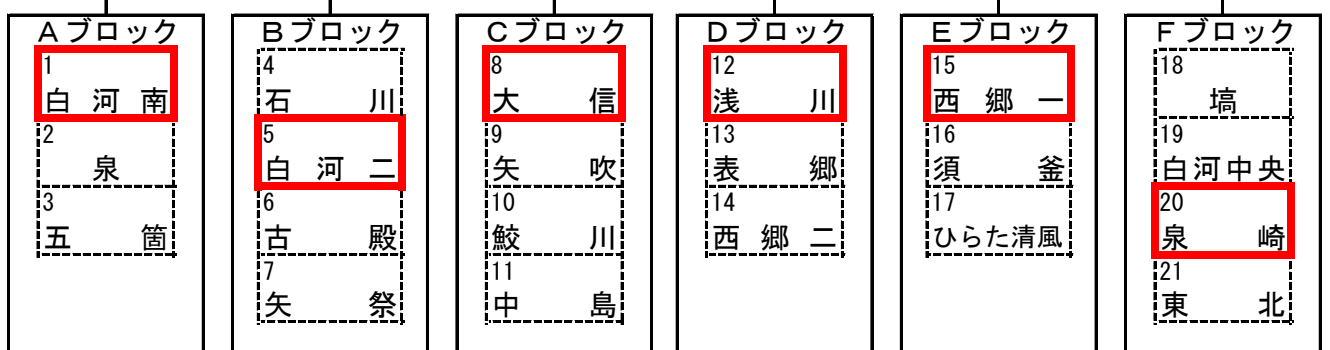 Aブロック
1
白河南
2
泉
3
五箇
Bブロック
4
石川
5
白河二
6
古殿
7
矢祭
Cブロック
8
大信
9
矢吹
10
鮫川
11
中島
Dブロック
12
浅川
13
表郷
14
西郷二
Eブロック
15
西郷一
16
須釜
17
ひらた清風
Fブロック
18
塙
19
白河中央
20
泉崎
21
東北